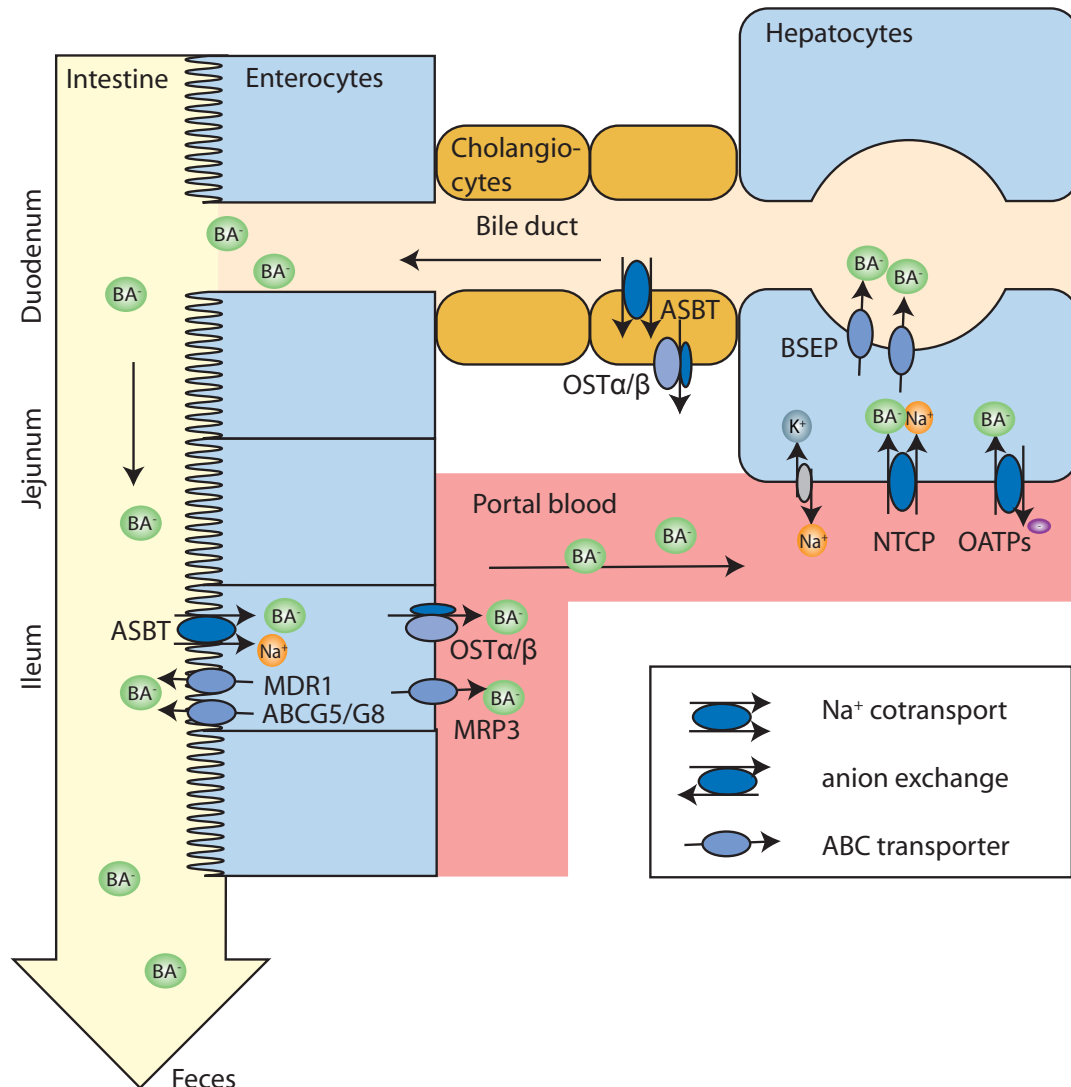 Hepatocytes
Intestine
Enterocytes
Cholangio-
cytes
Duodenum
Bile duct
BA⁻
BA⁻
BA⁻
BA⁻
BA⁻
ASBT
BSEP
OSTα/β
Jejunum
K⁺
BA⁻
Na⁺
BA⁻
Portal blood
BA⁻
BA⁻
BA⁻
Na⁺
NTCP
OATPs
-
Ileum
ASBT
BA⁻
Na⁺
BA⁻
OSTα/β
BA⁻
MDR1
ABCG5/G8
BA⁻
MRP3
Na⁺ cotransport
anion exchange
ABC transporter
BA⁻
BA⁻
Feces